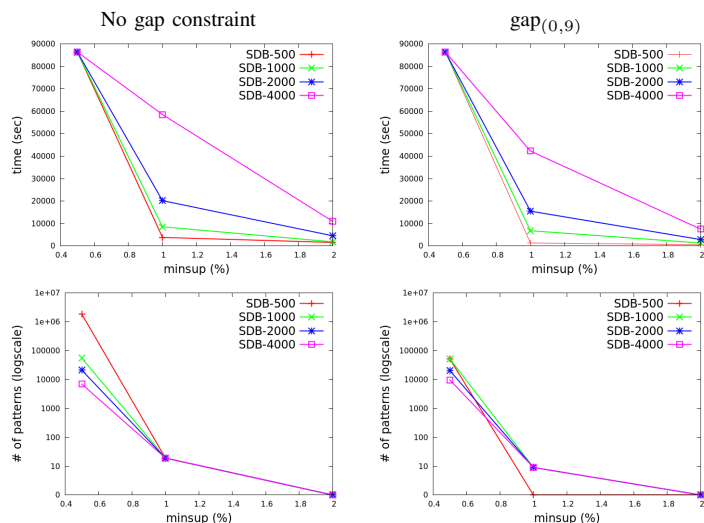 No gap constraint
gap(0,9)
90000
80000
70000
60000
50000
40000
30000
20000
10000
0
time (sec)
0.4 0.6 0.8 1 1.2 1.4 1.6 1.8 2
minsup (%)
SDB-500
SDB-1000
SDB-2000
SDB-4000
90000
80000
70000
60000
50000
40000
30000
20000
10000
0
time (sec)
0.4 0.6 0.8 1 1.2 1.4 1.6 1.8 2
minsup (%)
SDB-500
SDB-1000
SDB-2000
SDB-4000
1e+07
1e+06
100000
10000
1000
100
10
0
# of patterns (logscale)
0.4 0.6 0.8 1 1.2 1.4 1.6 1.8 2
minsup (%)
SDB-500
SDB-1000
SDB-2000
SDB-4000
1e+07
1e+06
100000
10000
1000
100
10
0
# of patterns (logscale)
0.4 0.6 0.8 1 1.2 1.4 1.6 1.8 2
minsup (%)
SDB-500
SDB-1000
SDB-2000
SDB-4000